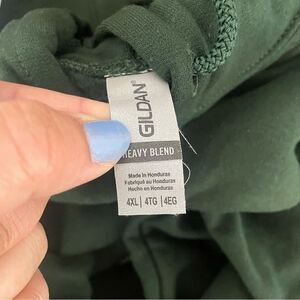 GILDAN
HEAVY BLEND
Made in Honduras
Fabriqué au Honduras
Hecho en Honduras
4XL | 4TG | 4EG